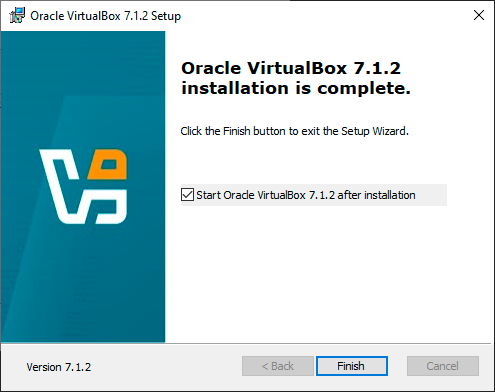 Oracle VirtualBox 7.1.2 Setup
Oracle VirtualBox 7.1.2
installation is complete.
Click the Finish button to exit the Setup Wizard.
Start Oracle VirtualBox 7.1.2 after installation
Version 7.1.2
< Back
Finish
Cancel